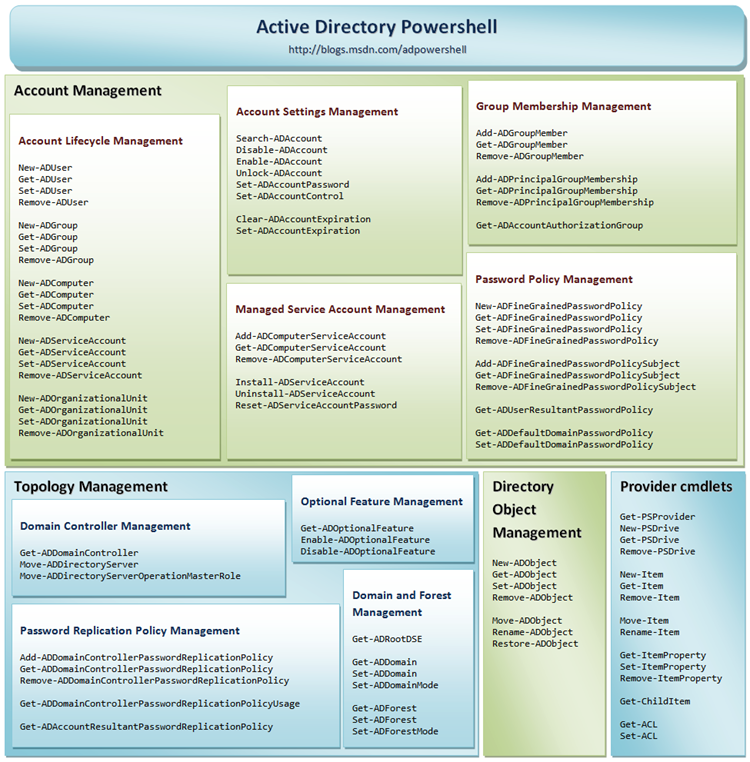 Active Directory Powershell
http://blogs.msdn.com/adpowershell
Account Management
Account Lifecycle Management
New-ADUser
Get-ADUser
Set-ADUser
Remove-ADUser
New-ADGroup
Get-ADGroup
Set-ADGroup
Remove-ADGroup
New-ADComputer
Get-ADComputer
Set-ADComputer
Remove-ADComputer
New-ADServiceAccount
Get-ADServiceAccount
Set-ADServiceAccount
Remove-ADServiceAccount
New-ADOrganizationalUnit
Get-ADOrganizationalUnit
Set-ADOrganizationalUnit
Remove-ADOrganizationalUnit
Account Settings Management
Search-ADAccount
Disable-ADAccount
Enable-ADAccount
Unlock-ADAccount
Set-ADAccountPassword
Set-ADAccountControl
Clear-ADAccountExpiration
Set-ADAccountExpiration
Managed Service Account Management
Add-ADComputerServiceAccount
Get-ADComputerServiceAccount
Remove-ADComputerServiceAccount
Install-ADServiceAccount
Uninstall-ADServiceAccount
Reset-ADServiceAccountPassword
Group Membership Management
Add-ADGroupMember
Get-ADGroupMember
Remove-ADGroupMember
Add-ADPrincipalGroupMembership
Get-ADPrincipalGroupMembership
Remove-ADPrincipalGroupMembership
Get-ADAccountAuthorizationGroup
Password Policy Management
New-ADFineGrainedPasswordPolicy
Get-ADFineGrainedPasswordPolicy
Set-ADFineGrainedPasswordPolicy
Remove-ADFineGrainedPasswordPolicy
Add-ADFineGrainedPasswordPolicySubject
Get-ADFineGrainedPasswordPolicySubject
Remove-ADFineGrainedPasswordPolicySubject
Get-ADUserResultantPasswordPolicy
Get-ADDefaultDomainPasswordPolicy
Set-ADDefaultDomainPasswordPolicy
Topology Management
Domain Controller Management
Get-ADDomainController
Move-ADDirectoryServer
Move-ADDirectoryServerOperationMasterRole
Password Replication Policy Management
Add-ADDomainControllerPasswordReplicationPolicy
Get-ADDomainControllerPasswordReplicationPolicy
Remove-ADDomainControllerPasswordReplicationPolicy
Get-ADDomainControllerPasswordReplicationPolicyUsage
Get-ADAccountResultantPasswordReplicationPolicy
Optional Feature Management
Get-ADOptionalFeature
Enable-ADOptionalFeature
Disable-ADOptionalFeature
Domain and Forest
Management
Get-ADRootDSE
Get-ADDomain
Set-ADDomain
Set-ADDomainMode
Get-ADForest
Set-ADForest
Set-ADForestMode
Directory
Object
Management
New-ADObject
Get-ADObject
Set-ADObject
Remove-ADObject
Move-ADObject
Rename-ADObject
Restore-ADObject
Provider cmdlets
Get-PSProvider
New-PSDrive
Get-PSDrive
Remove-PSDrive
New-Item
Get-Item
Remove-Item
Move-Item
Rename-Item
Get-ItemProperty
Set-ItemProperty
Remove-ItemProperty
Get-ChildItem
Get-ACL
Set-ACL